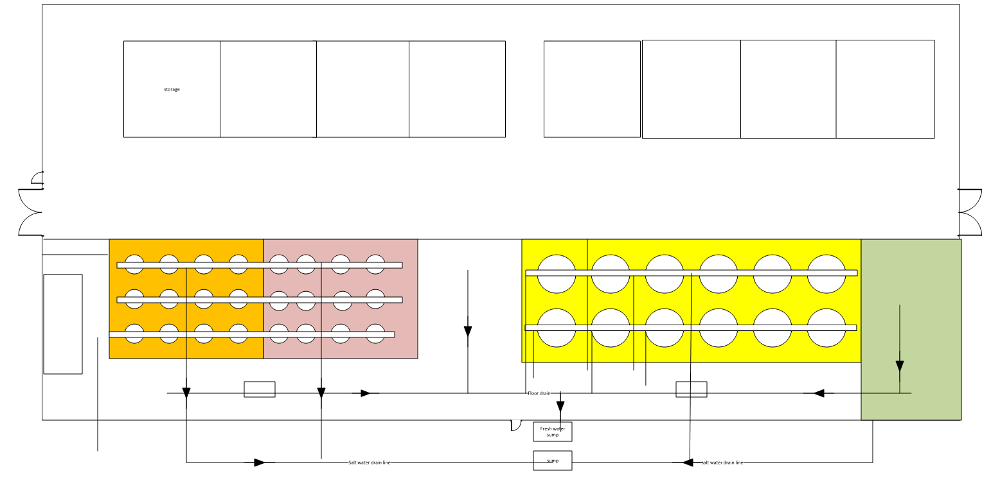 storage
Floor drain
Fresh water
sump
Salt water drain line
sump
salt water drain line